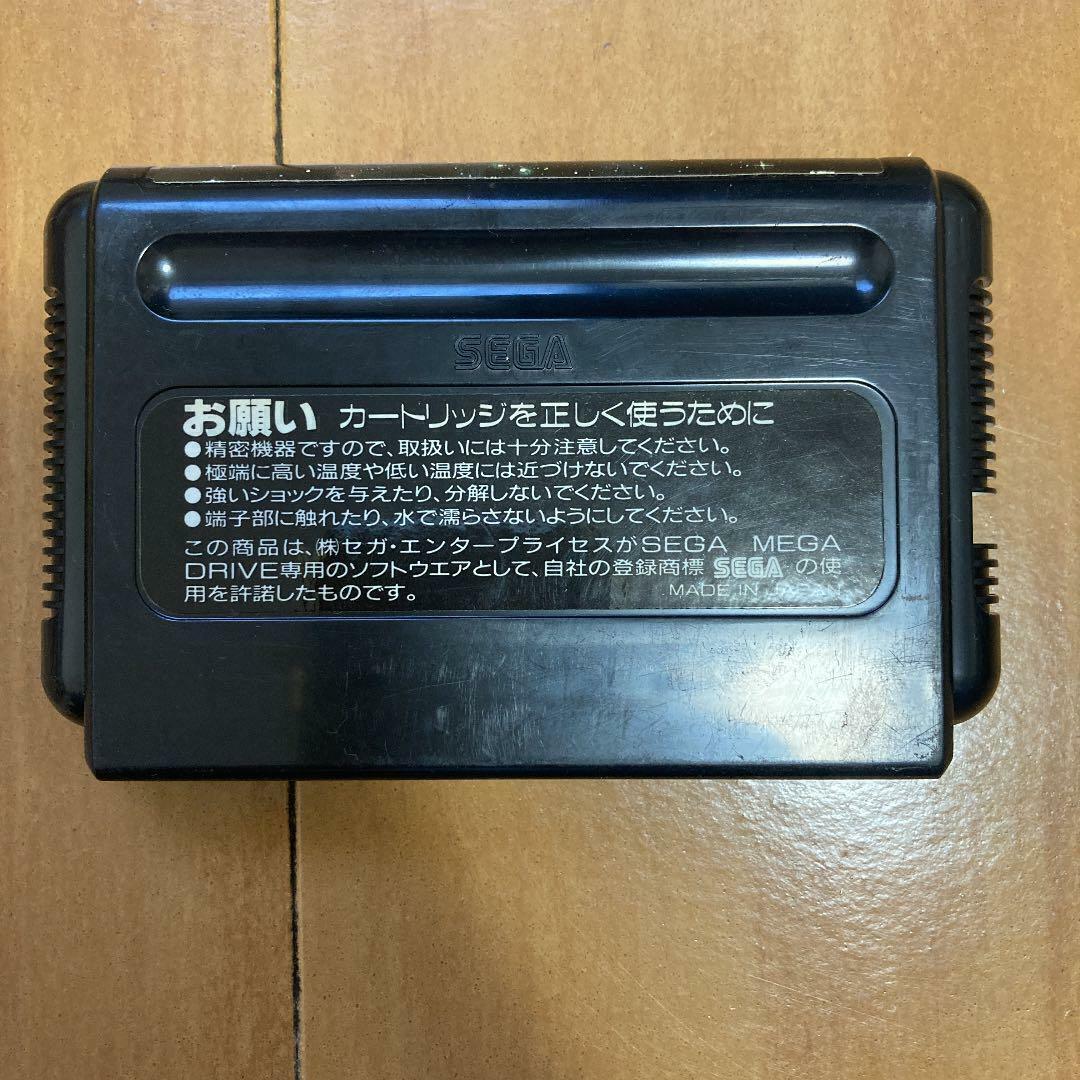 SEGA
お願い カートリッジを正しく使うために
●精密機器ですので、取扱いには十分注意してください。
●極端に高い温度や低い温度には近づけないでください。
●強いショックを与えたり、分解しないでください。
●端子部に触れたり、水で濡らさないようにしてください。
この商品は、㈱セガ・エンタープライセスがSEGA MEGA
DRIVE専用のソフトウエアとして、自社の登録商標 SEGA の使
用を許諾したものです。 MADE IN JAPAN